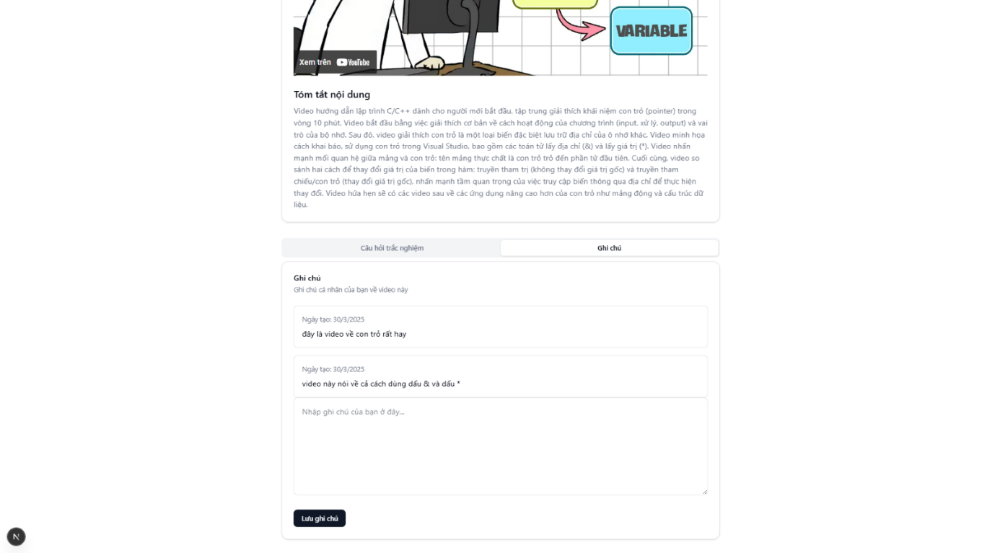 VARIABLE
Xem trên YouTube
Tóm tắt nội dung
Video hướng dẫn lập trình C/C++ dành cho người mới bắt đầu, tập trung giải thích khái niệm con trỏ (pointer) trong
vòng 10 phút. Video bắt đầu bằng việc giải thích cơ bản về cách hoạt động của chương trình (input, xử lý, output) và vai
trò của bộ nhớ. Sau đó, video giải thích con trỏ là một loại biến đặc biệt lưu trữ địa chỉ của ô nhớ khác. Video minh họa
cách khai báo, sử dụng con trỏ trong Visual Studio, bao gồm các toán tử lấy địa chỉ (&) và lấy giá trị (*). Video nhấn
mạnh mối quan hệ giữa mảng và con trỏ: tên mảng thực chất là con trỏ trỏ đến phần tử đầu tiên. Cuối cùng, video so
sánh hai cách để thay đổi giá trị của biến trong hàm: truyền tham trị (không thay đổi giá trị gốc) và truyền tham
chiếu/con trỏ (thay đổi giá trị gốc), nhấn mạnh tầm quan trọng của việc truy cập biến thông qua địa chỉ để thực hiện
thay đổi. Video hứa hẹn sẽ có các video sau về các ứng dụng nâng cao hơn của con trỏ như mảng động và cấu trúc dữ
liệu.
Câu hỏi trắc nghiệm
Ghi chú
Ghi chú
Ghi chú cá nhân của bạn về video này
Ngày tạo: 30/3/2025
đây là video về con trỏ rất hay
Ngày tạo: 30/3/2025
video này nói về cả cách dùng dấu & và dấu *
Nhập ghi chú của bạn ở đây...
Lưu ghi chú
N